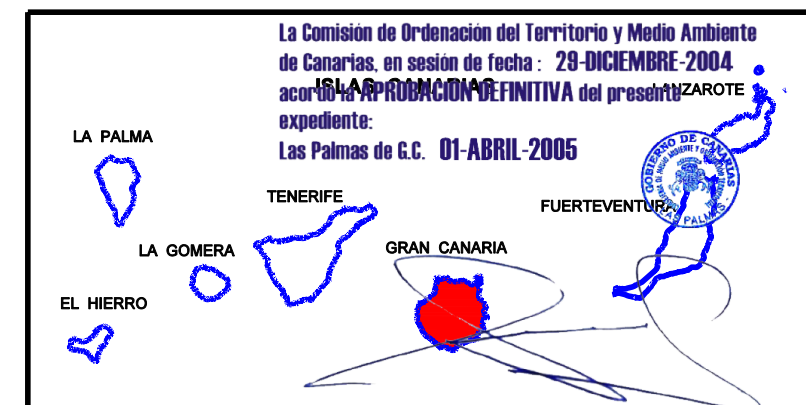 La Comisión de Ordenación del Territorio y Medio Ambiente
de Canarias, en sesión de fecha : 29-DICIEMBRE-2004
acordó la APROBACIÓN DEFINITIVA del presente
expediente:
Las Palmas de G.C. 01-ABRIL-2005
ISLAS CANARIAS
LANZAROTE
LA PALMA
TENERIFE
FUERTEVENTURA
LA GOMERA
GRAN CANARIA
EL HIERRO
GOBIERNO DE CANARIAS
LAS PALMAS